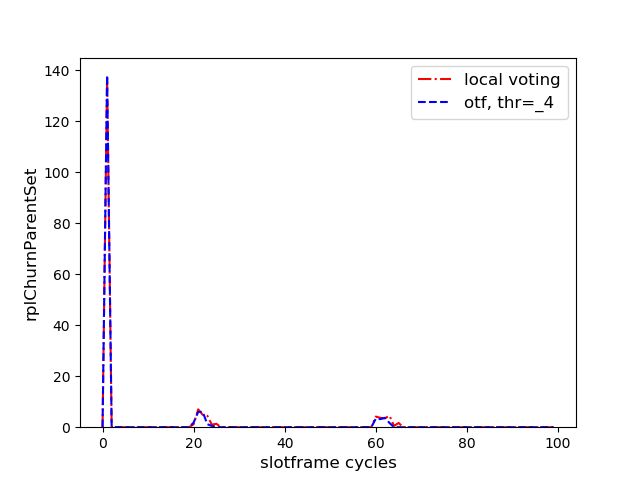 local voting
otf, thr=_4
140
120
100
80
60
40
20
0
rplChurnParentSet
0 20 40 60 80 100
slotframe cycles